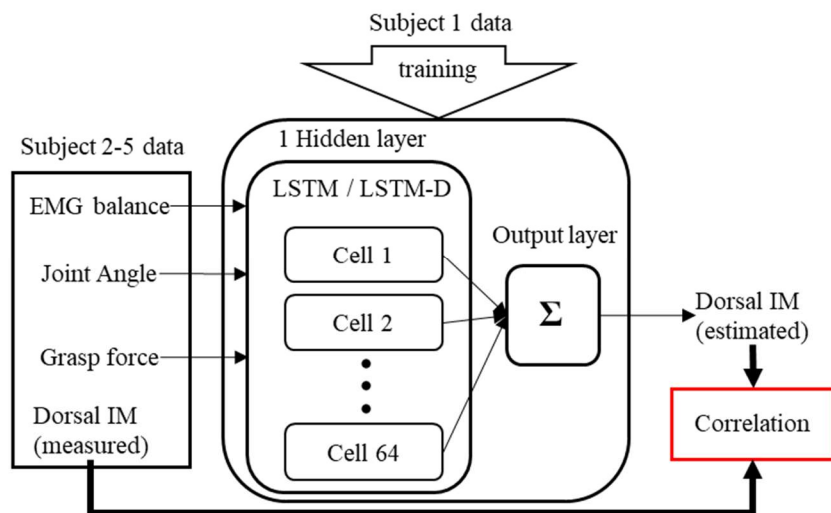 Subject 1 data
training
Subject 2-5 data
1 Hidden layer
LSTM / LSTM-D
EMG balance
Joint Angle
Grasp force
Dorsal IM
(measured)
Cell 1
Cell 2
Cell 64
Output layer
Σ
Dorsal IM
(estimated)
Correlation